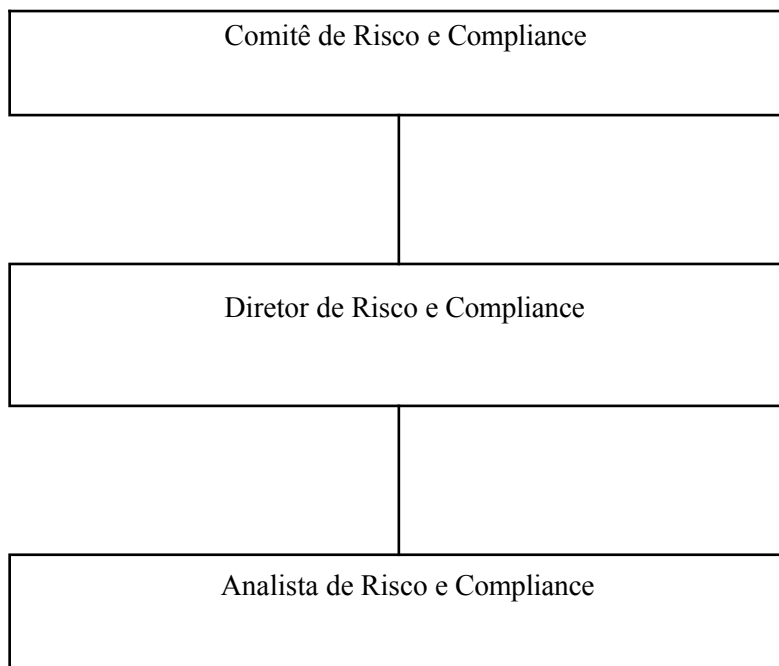 Comitê de Risco e Compliance
Diretor de Risco e Compliance
Analista de Risco e Compliance